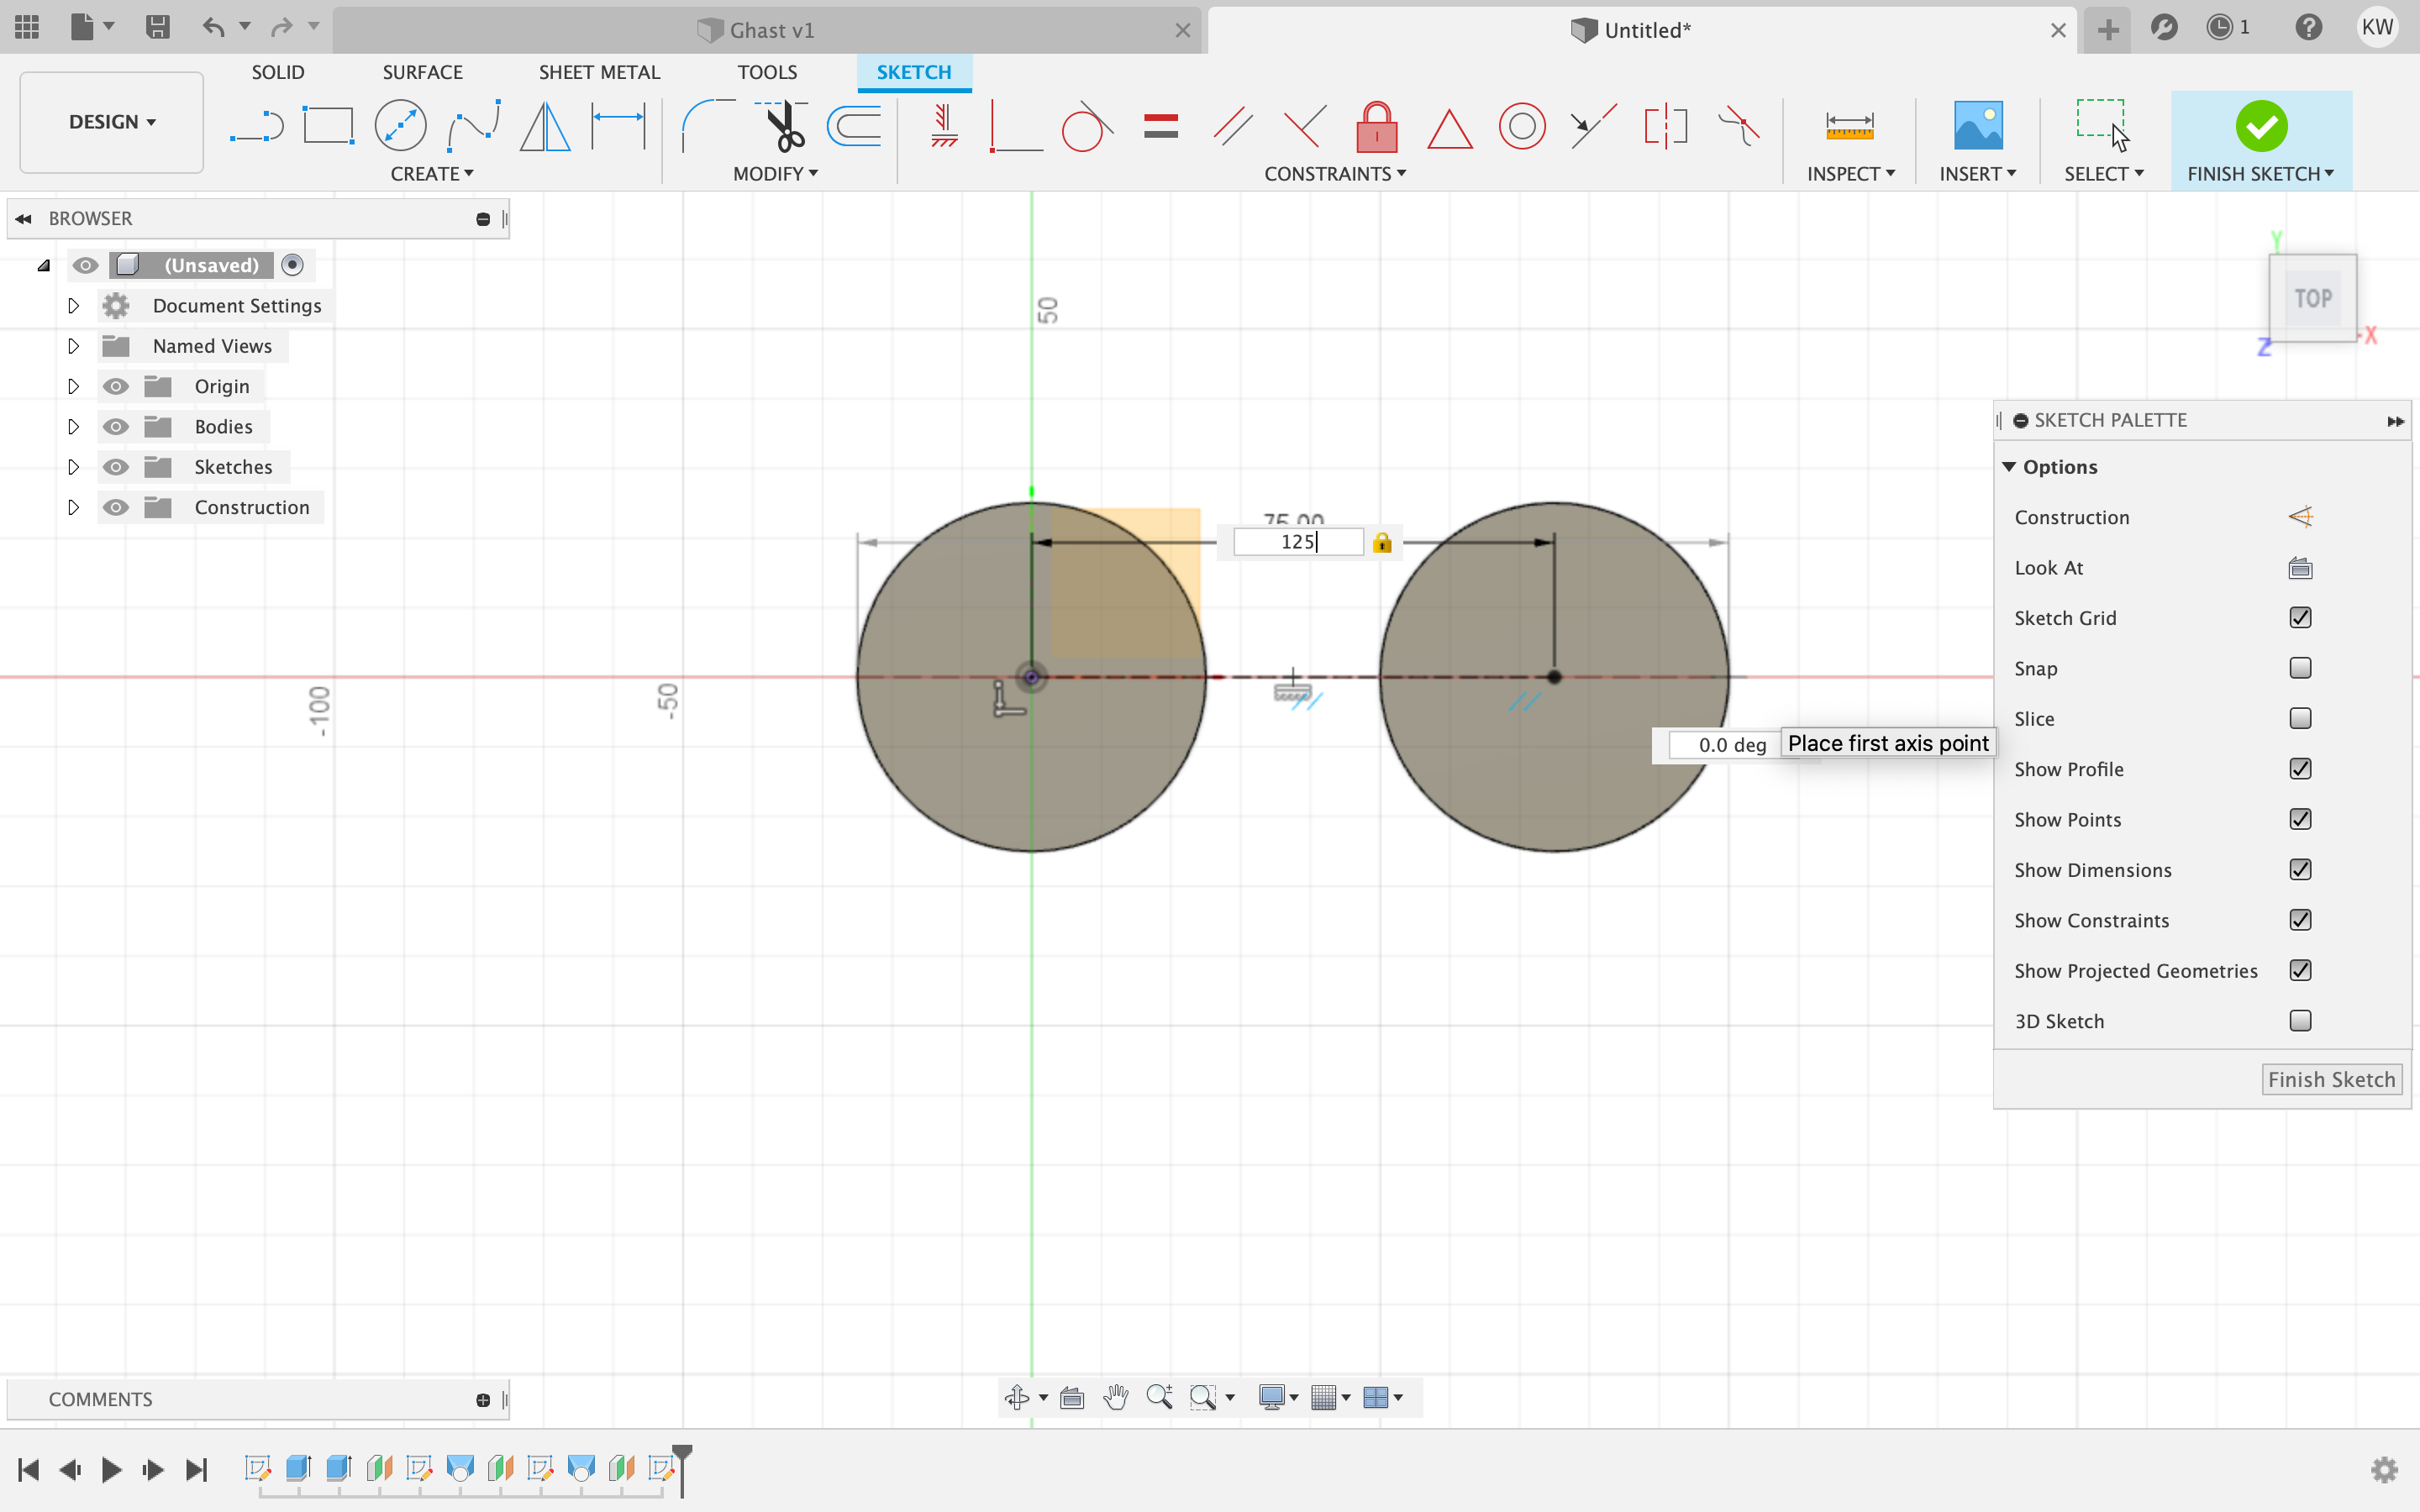 Ghast v1
Untitled*
1
KW
DESIGN
SOLID
SURFACE
SHEET METAL
TOOLS
SKETCH
CREATE
MODIFY
CONSTRAINTS
INSPECT
INSERT
SELECT
FINISH SKETCH
BROWSER
(Unsaved)
Document Settings
Named Views
Origin
Bodies
Sketches
Construction
50
-100
-50
75.00
125
0.0 deg
Place first axis point
Y
TOP
X
Z
SKETCH PALETTE
Options
Construction
Look At
Sketch Grid
Snap
Slice
Show Profile
Show Points
Show Dimensions
Show Constraints
Show Projected Geometries
3D Sketch
Finish Sketch
COMMENTS